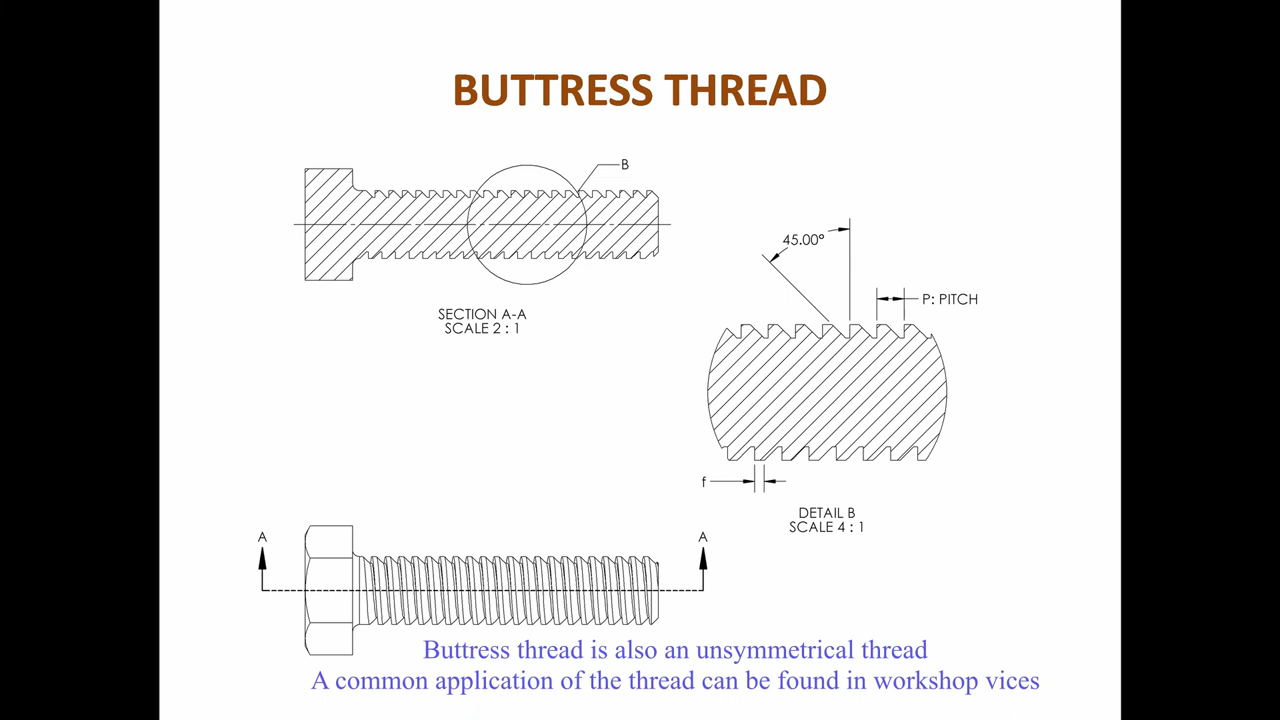 BUTTRESS THREAD
B
SECTION A-A
SCALE 2 : 1
45.00°
P: PITCH
f
DETAIL B
SCALE 4 : 1
A
A
Buttress thread is also an unsymmetrical thread
A common application of the thread can be found in workshop vices